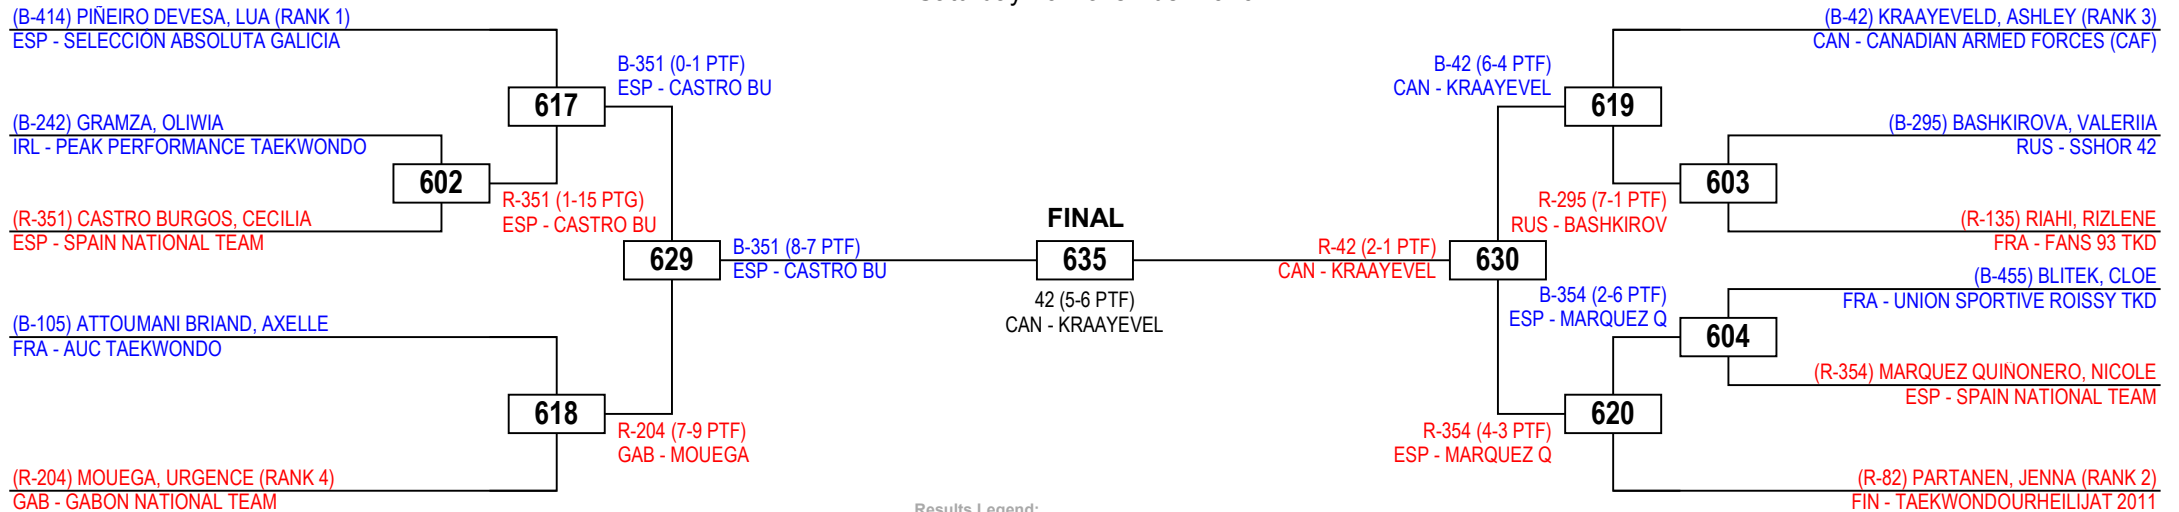 (B-414) PIÑEIRO DEVESA, LUA (RANK 1)
ESP - SELECCIÓN ABSOLUTA GALICIA
(B-242) GRAMZA, OLIWIA
IRL - PEAK PERFORMANCE TAEKWONDO
(R-351) CASTRO BURGOS, CECILIA
ESP - SPAIN NATIONAL TEAM
(B-105) ATTOUMANI BRIAND, AXELLE
FRA - AUC TAEKWONDO
(R-204) MOUEGA, URGENCE (RANK 4)
GAB - GABON NATIONAL TEAM
602
R-351 (1-15 PTG)
ESP - CASTRO BU
617
B-351 (0-1 PTF)
ESP - CASTRO BU
618
R-204 (7-9 PTF)
GAB - MOUEGA
629
B-351 (8-7 PTF)
ESP - CASTRO BU
FINAL
635
42 (5-6 PTF)
CAN - KRAAYEVEL
R-42 (2-1 PTF)
CAN - KRAAYEVEL
630
B-42 (6-4 PTF)
CAN - KRAAYEVEL
619
R-295 (7-1 PTF)
RUS - BASHKIROV
603
B-354 (2-6 PTF)
ESP - MARQUEZ Q
604
R-354 (4-3 PTF)
ESP - MARQUEZ Q
620
(B-42) KRAAYEVELD, ASHLEY (RANK 3)
CAN - CANADIAN ARMED FORCES (CAF)
(B-295) BASHKIROVA, VALERIIA
RUS - SSHOR 42
(R-135) RIAHI, RIZLENE
FRA - FANS 93 TKD
(B-455) BLITEK, CLOE
FRA - UNION SPORTIVE ROISSY TKD
(R-354) MARQUEZ QUIÑONERO, NICOLE
ESP - SPAIN NATIONAL TEAM
(R-82) PARTANEN, JENNA (RANK 2)
FIN - TAEKWONDOURHEILIJAT 2011
Results Legend: